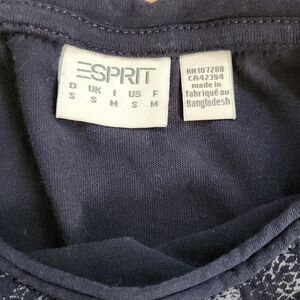 ESPRIT
D UK I US F
S S M S M
RN107288
CA42394
made in
fabriqué au
Bangladesh